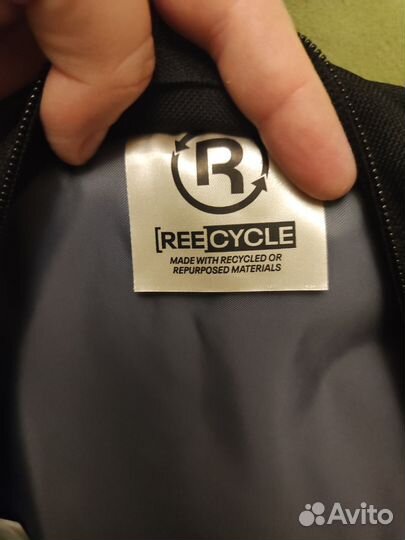 R
[REE]CYCLE
MADE WITH RECYCLED OR
REPURPOSED MATERIALS
Avito